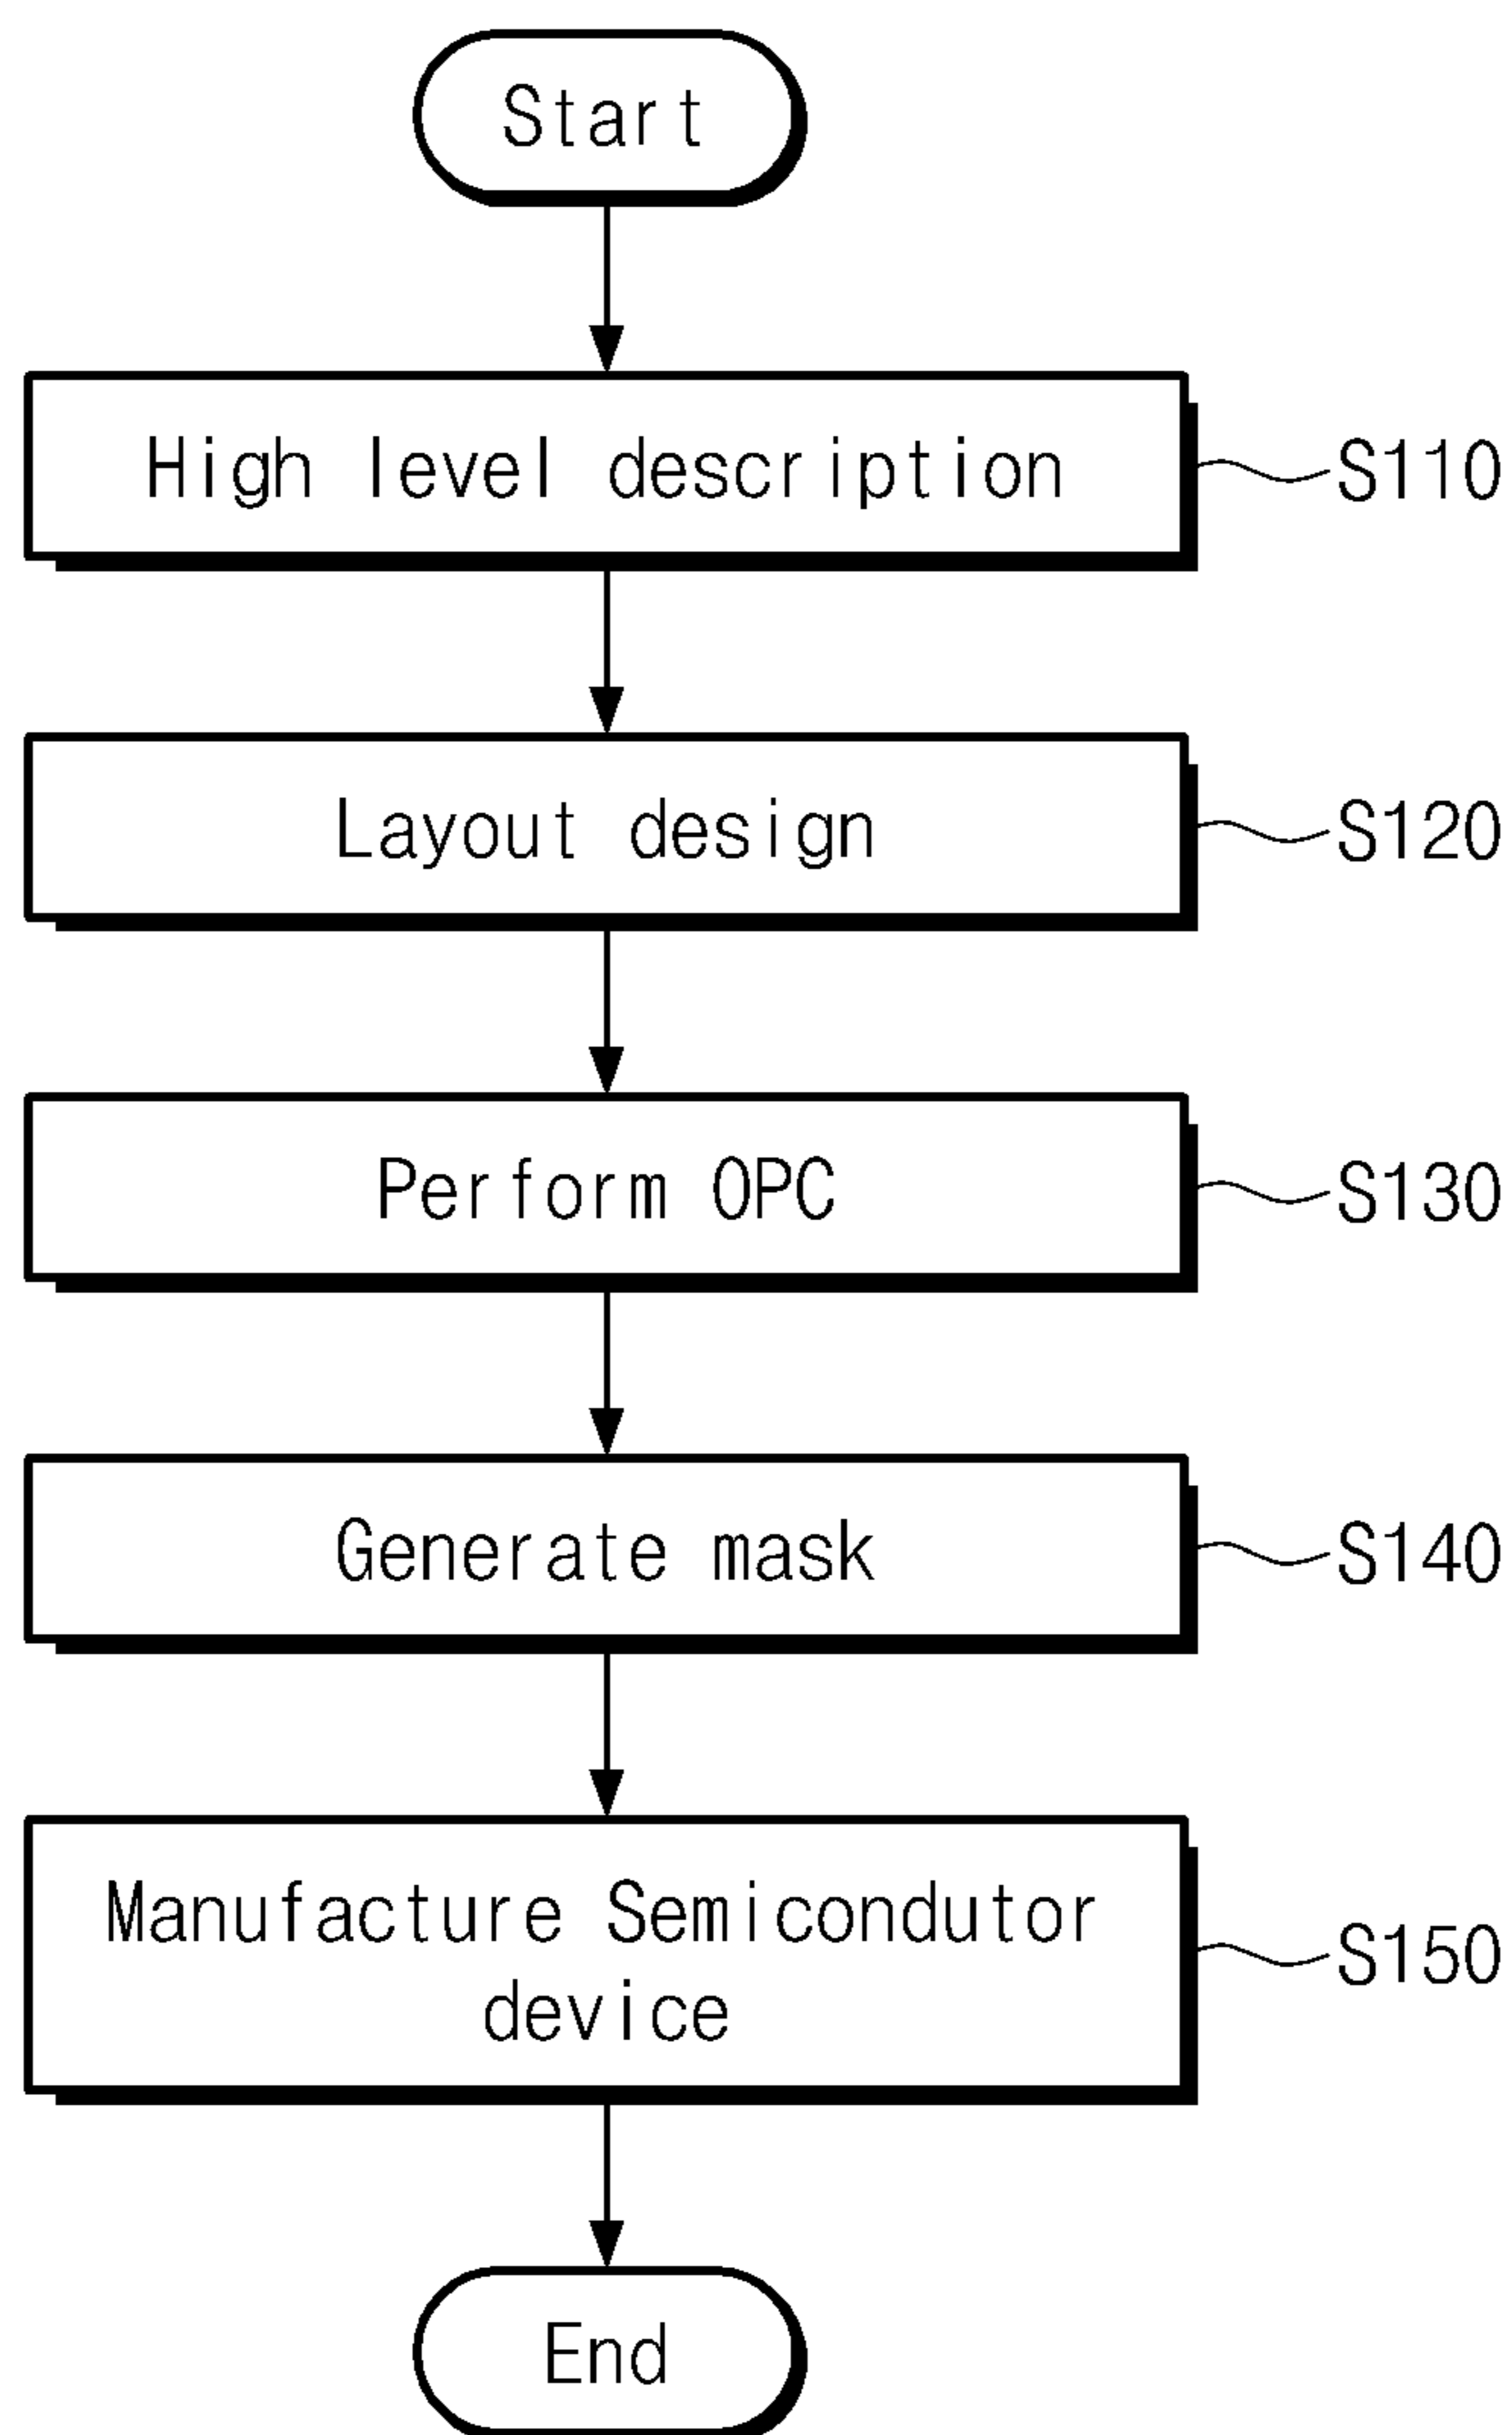 Start
High level description
S110
Layout design
S120
Perform OPC
S130
Generate mask
S140
Manufacture Semicondutor
device
S150
End